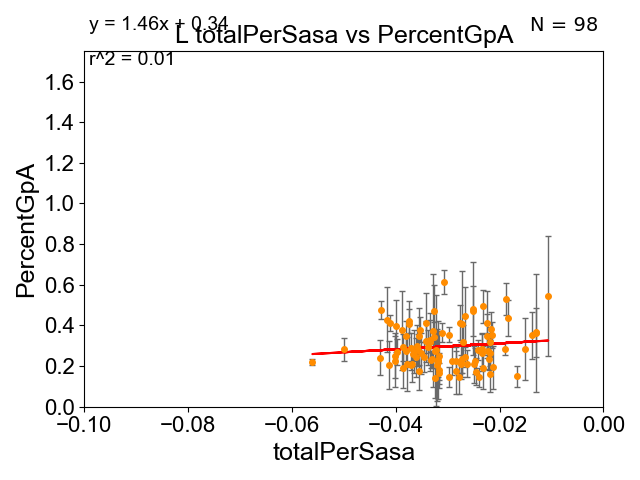 y = 1.46x + 0.34
N = 98
L totalPerSasa vs PercentGpA
r^2 = 0.01
1.6
1.4
1.2
1.0
0.8
0.6
0.4
0.2
0.0
PercentGpA
−0.10
−0.08
−0.06
−0.04
−0.02
0.00
totalPerSasa